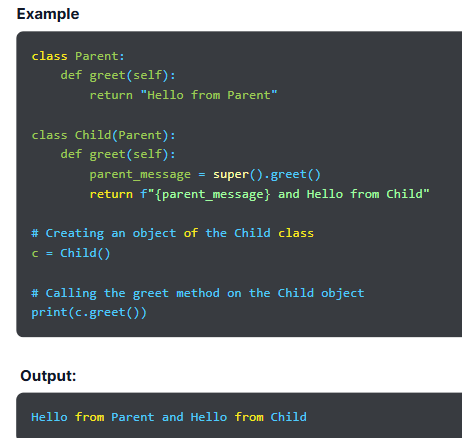 Example
class Parent:
    def greet(self):
        return "Hello from Parent"

class Child(Parent):
    def greet(self):
        parent_message = super().greet()
        return f"{parent_message} and Hello from Child"

# Creating an object of the Child class
c = Child()

# Calling the greet method on the Child object
print(c.greet())

Output:
Hello from Parent and Hello from Child